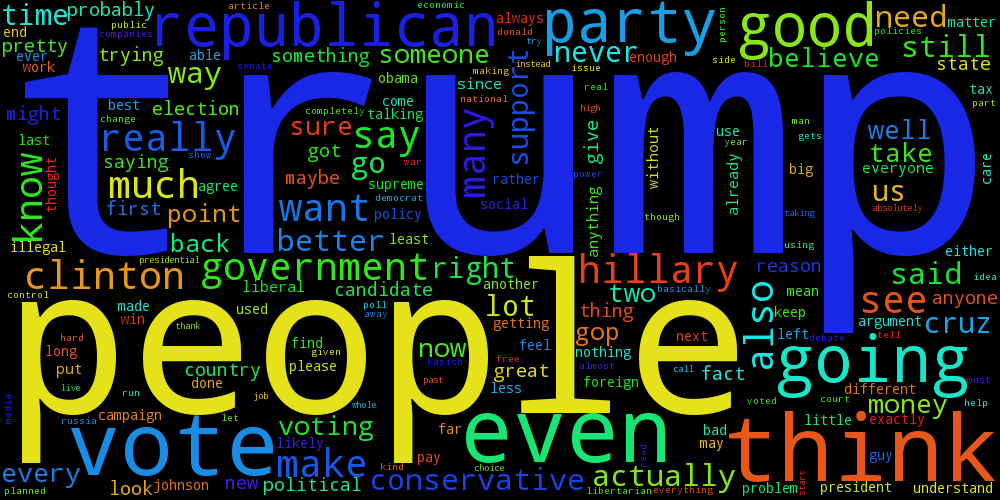 article
economic
time
probably
republican
party
good
need
public
always
donald
person
matter
end
companies
try
policies
pretty
trying
able
something
someone
never
enough
believe
still
ever
work
way
obama
since
making
instead
issue
side
bill
state
senate
trump
might
best
election
completely
come
talking
national
real
high
tax
part
change
really
sure
say
many
support
give
without
use
year
man
gets
well
last
saying
got
go
war
already
big
take
everyone
care
know
thought
show
much
agree
maybe
supreme
rather
power
us
first
point
want
democrat
policy
social
anything
though
taking
absolutely
illegal
back
better
least
using
either
presidential
clinton
government
right
hillary
reason
said
idea
control
liberal
candidate
another
two
basically
also
mean
see
anyone
made
used
poll
away
lot
thing
keep
win
people
thank
getting
gop
next
left
argument
cruz
debate
tell
hard
long
find
now
feel
nothing
put
given
please
kasich
great
free
almost
call
fact
going
country
live
done
past
less
foreign
different
must
run
job
whole
voted
court
money
help
media
campaign
russia
let
vote
voting
far
even
bad
little
exactly
think
likely
may
every
make
pay
kind
choice
read
actually
guy
planned
look
johnson
new
political
conservative
libertarian
everything
problem
start
president
understand